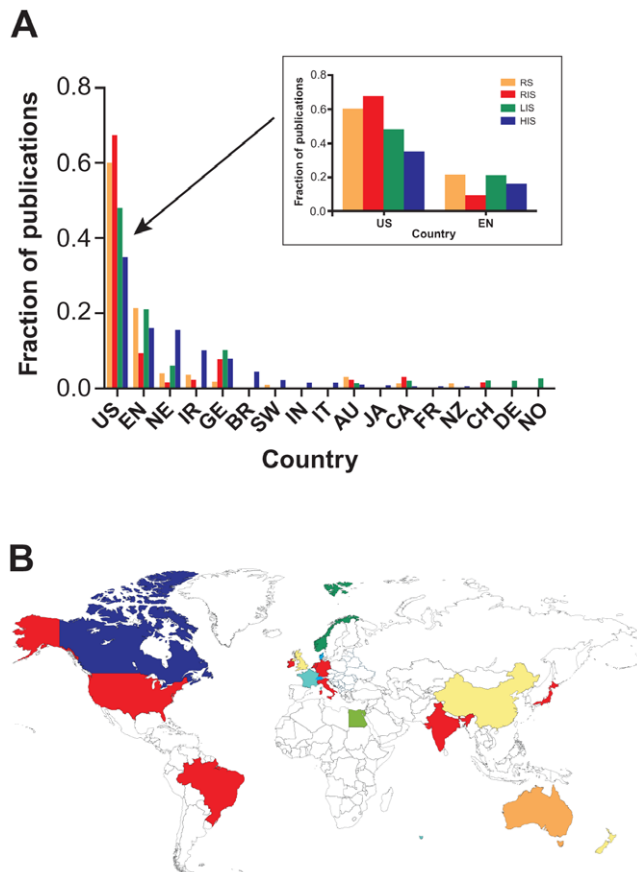 A
Fraction of publications
0.8
0.6
0.4
0.2
0.0
US
EN
NE
IR
GE
BR
SW
IN
IT
AU
JA
CA
FR
NZ
CH
DE
NO
Country
Fraction of publications
0.8
0.6
0.4
0.2
0.0
US
EN
Country
RS
RIS
LIS
HIS
B